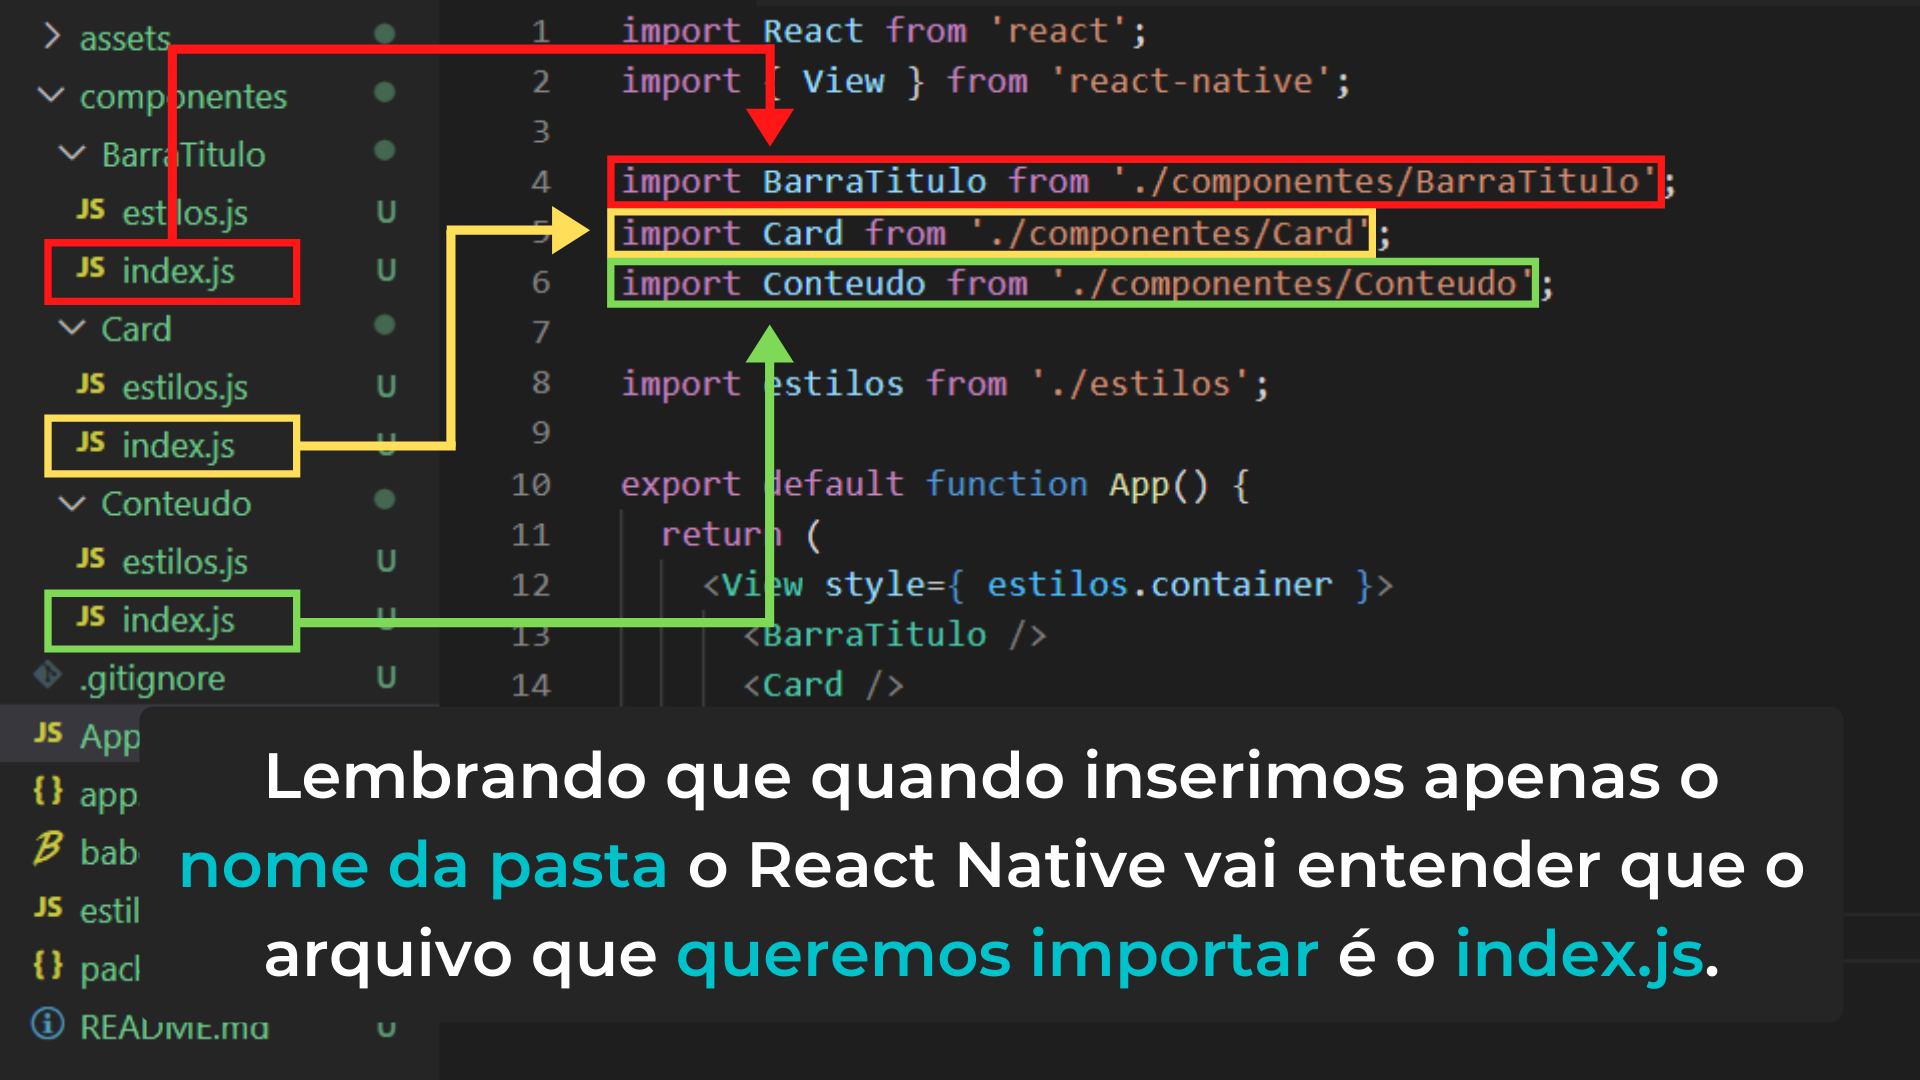 assets
componentes
BarraTitulo
JS estilos.js U
JS index.js U
Card
JS estilos.js U
JS index.js U
Conteudo
JS estilos.js U
JS index.js U
.gitignore U
JS App
{} app.
bab
JS estil
{} pack
README.md U
1 import React from 'react';
2 import { View } from 'react-native';
3
4 import BarraTitulo from './componentes/BarraTitulo';
5 import Card from './componentes/Card';
6 import Conteudo from './componentes/Conteudo';
7
8 import estilos from './estilos';
9
10 export default function App() {
11 return (
12 <View style={ estilos.container }>
13 <BarraTitulo />
14 <Card />
Lembrando que quando inserimos apenas o
nome da pasta o React Native vai entender que o
arquivo que queremos importar é o index.js.